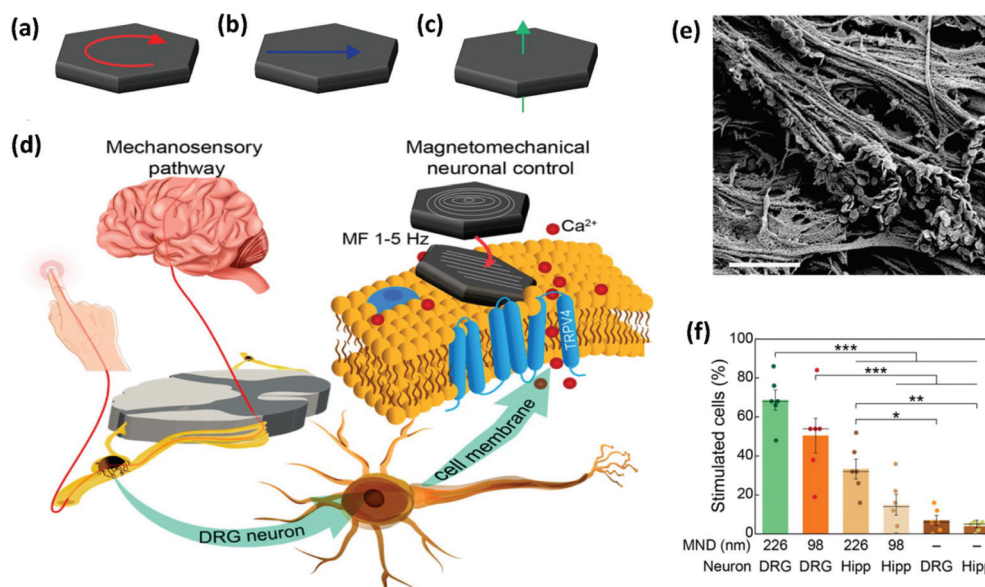 (a)
(b)
(c)
(e)
(d)
Mechanosensory
pathway
Magnetomechanical
neuronal control
MF 1-5 Hz
Ca²⁺
TRPV4
cell membrane
DRG neuron
(f)
Stimulated cells (%)
100
80
60
40
20
0
***
***
**
*
MND (nm) 226 98 226 98 – –
Neuron DRG DRG Hipp Hipp DRG Hipp